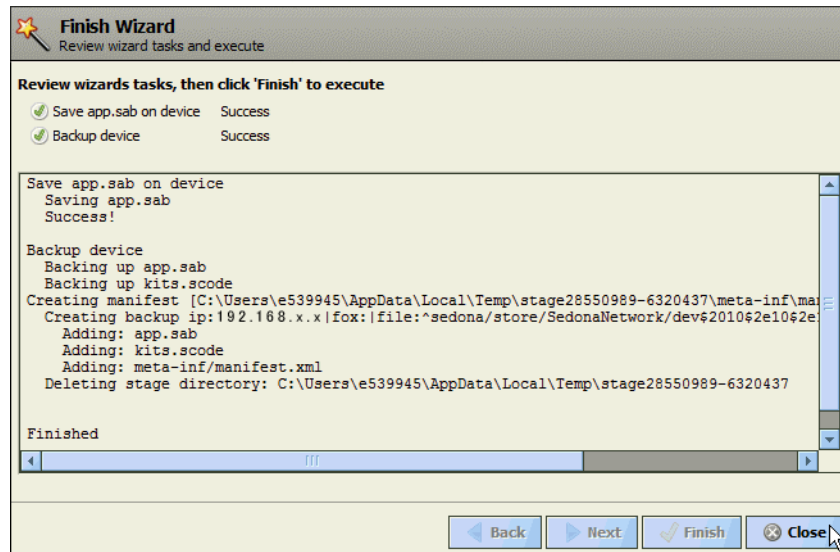 Finish Wizard
Review wizard tasks and execute
Review wizards tasks, then click 'Finish' to execute
Save app.sab on device Success
Backup device Success
Save app.sab on device
Saving app.sab
Success!
Backup device
Backing up app.sab
Backing up kits.scode
Creating manifest [C:\Users\e539945\AppData\Local\Temp\stage28550989-6320437\meta-inf\ma
Creating backup ip:192.168.x.x|fox:|file:^sedona/store/SedonaNetwork/dev$2010$2e10$2e
Adding: app.sab
Adding: kits.scode
Adding: meta-inf/manifest.xml
Deleting stage directory: C:\Users\e539945\AppData\Local\Temp\stage28550989-6320437
Finished
Back Next Finish Close